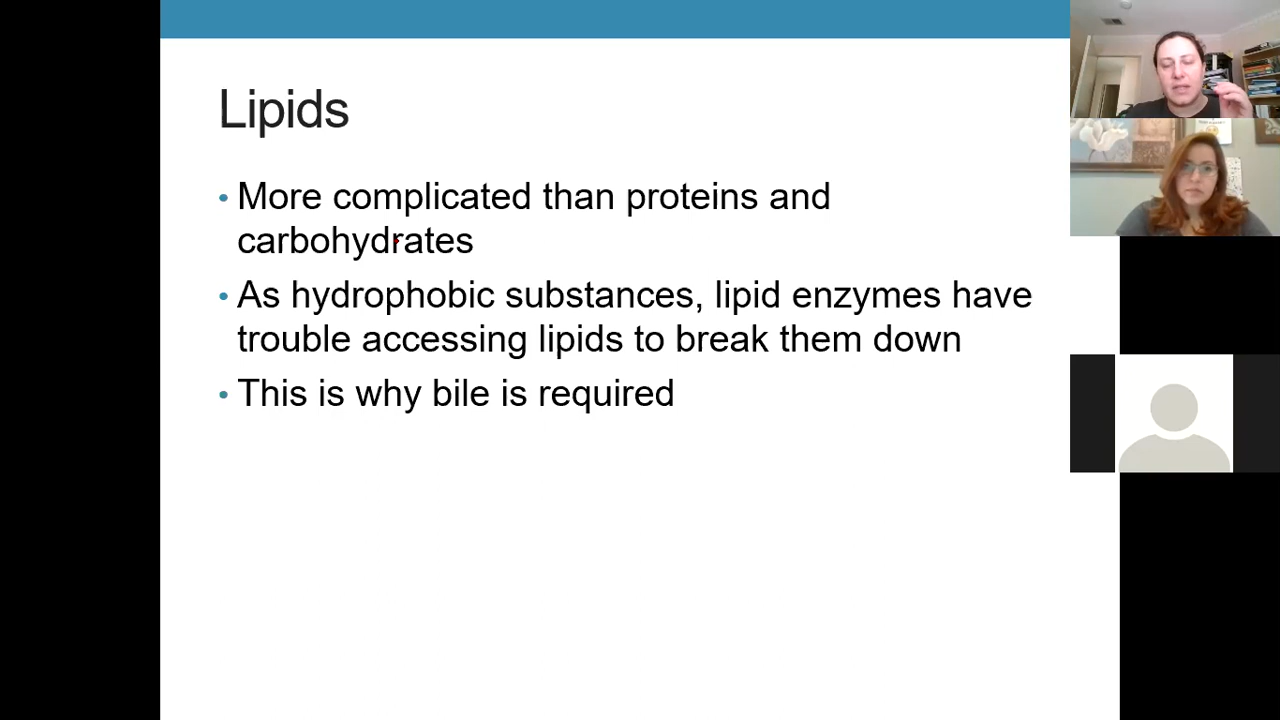 Lipids
• More complicated than proteins and
carbohydrates
• As hydrophobic substances, lipid enzymes have
trouble accessing lipids to break them down
• This is why bile is required